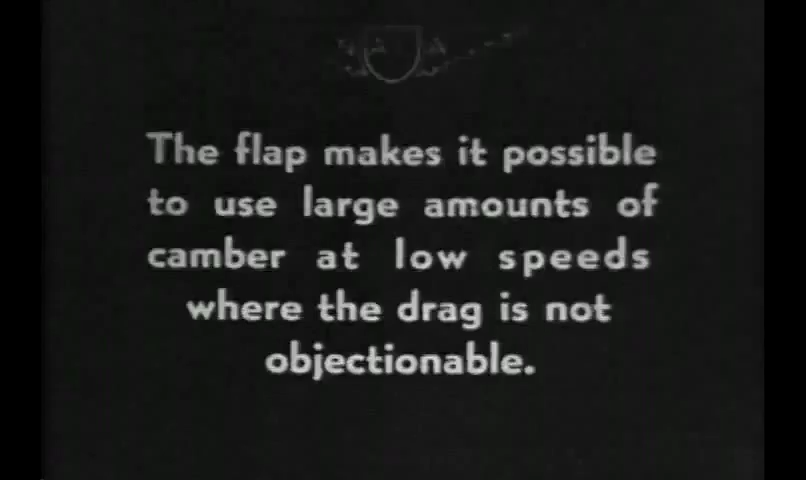 The flap makes it possible
to use large amounts of
camber at low speeds
where the drag is not
objectionable.